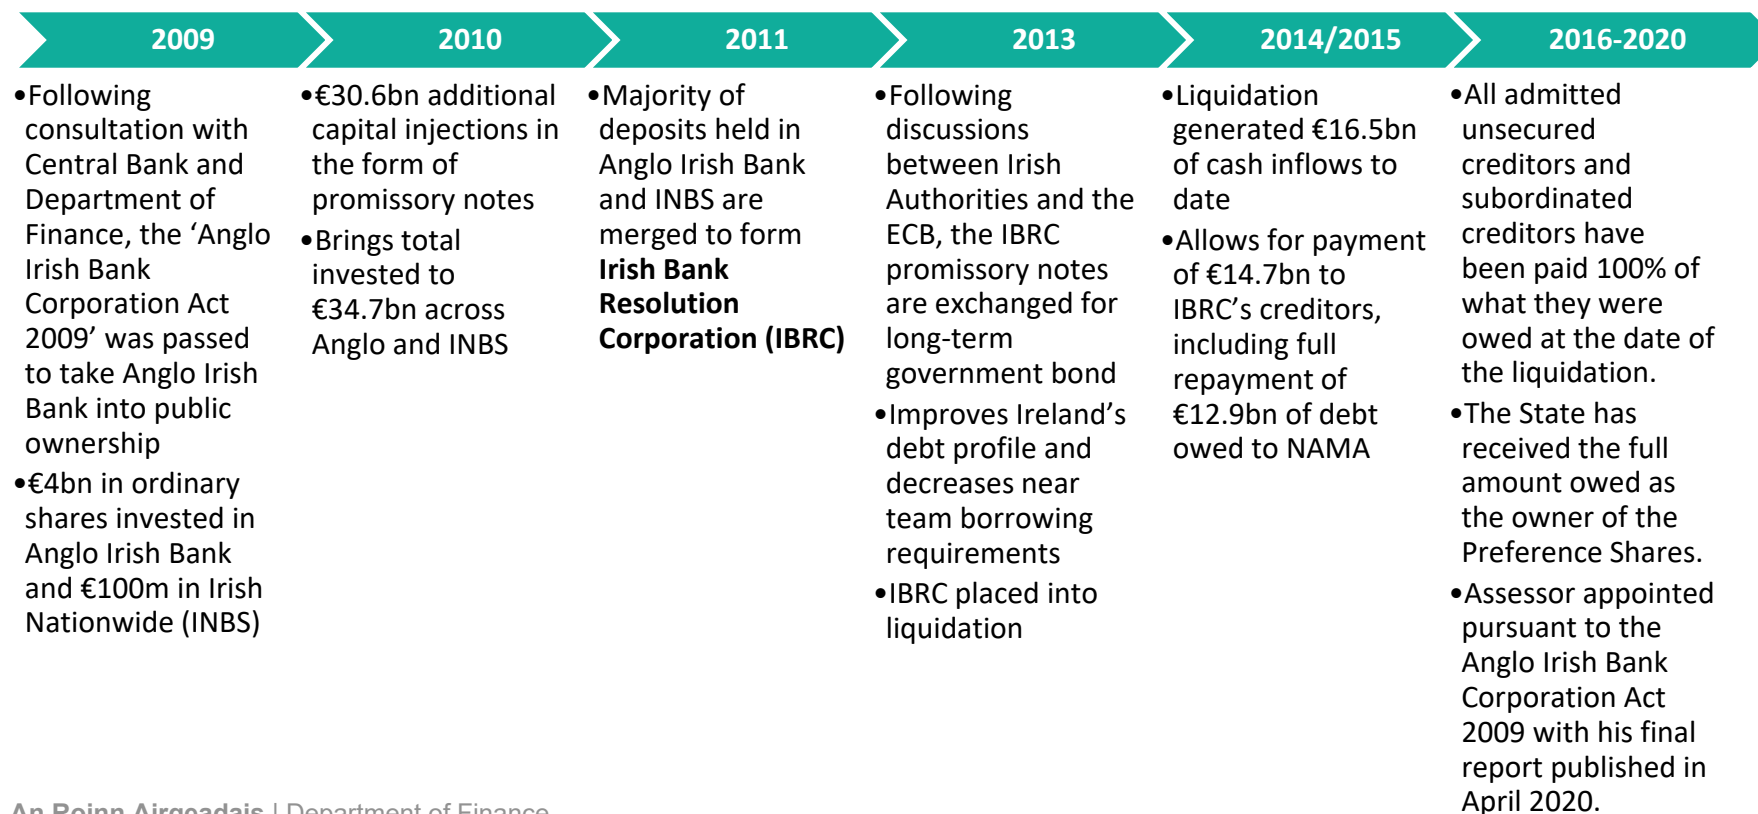 2009
•Following
consultation with
Central Bank and
Department of
Finance, the ‘Anglo
Irish Bank
Corporation Act
2009’ was passed
to take Anglo Irish
Bank into public
ownership
•€4bn in ordinary
shares invested in
Anglo Irish Bank
and €100m in Irish
Nationwide (INBS)
2010
•€30.6bn additional
capital injections in
the form of
promissory notes
•Brings total
invested to
€34.7bn across
Anglo and INBS
2011
•Majority of
deposits held in
Anglo Irish Bank
and INBS are
merged to form
Irish Bank
Resolution
Corporation (IBRC)
2013
•Following
discussions
between Irish
Authorities and the
ECB, the IBRC
promissory notes
are exchanged for
long-term
government bond
•Improves Ireland’s
debt profile and
decreases near
team borrowing
requirements
•IBRC placed into
liquidation
2014/2015
•Liquidation
generated €16.5bn
of cash inflows to
date
•Allows for payment
of €14.7bn to
IBRC’s creditors,
including full
repayment of
€12.9bn of debt
owed to NAMA
2016-2020
•All admitted
unsecured
creditors and
subordinated
creditors have
been paid 100% of
what they were
owed at the date of
the liquidation.
•The State has
received the full
amount owed as
the owner of the
Preference Shares.
•Assessor appointed
pursuant to the
Anglo Irish Bank
Corporation Act
2009 with his final
report published in
April 2020.
An Roinn Airgeadais | Department of Finance